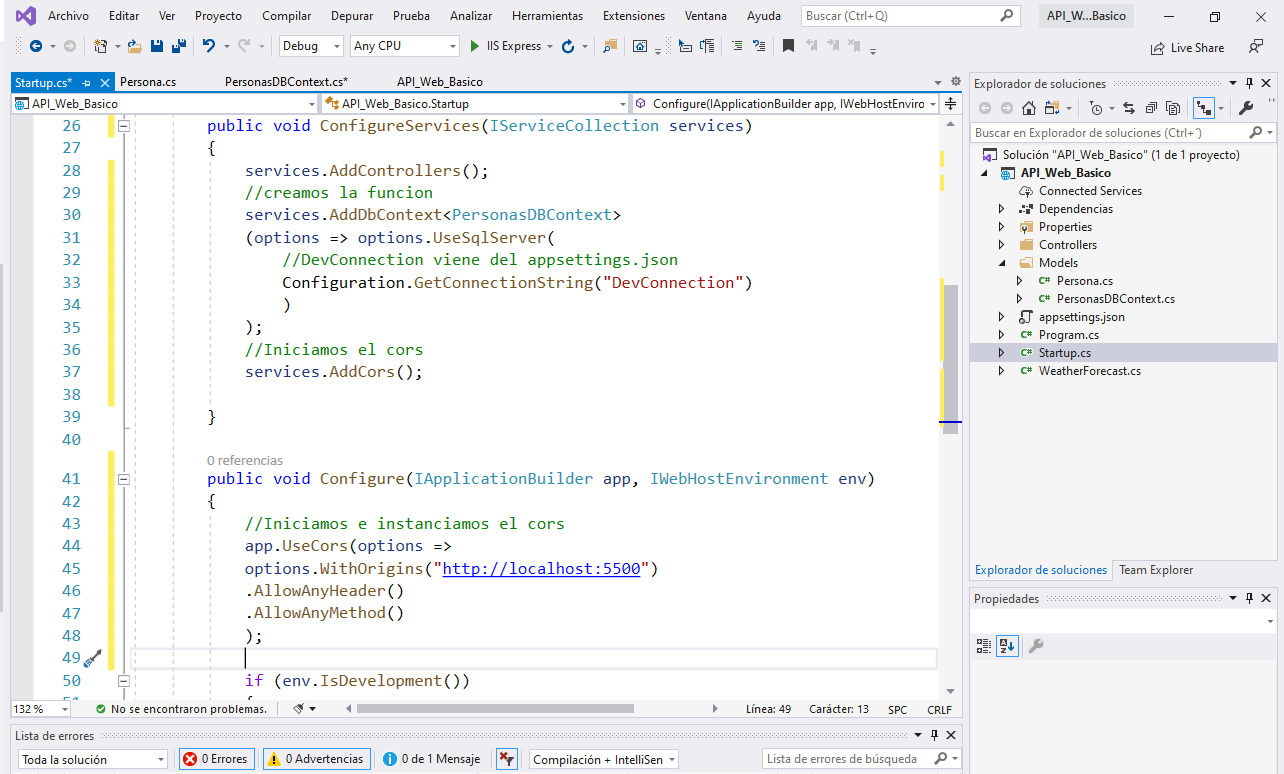 Archivo Editar Ver Proyecto Compilar Depurar Prueba Analizar Herramientas Extensiones Ventana Ayuda Buscar (Ctrl+Q) API_W...Basico
Debug Any CPU IIS Express Live Share
Startup.cs* Persona.cs PersonasDBContext.cs* API_Web_Basico
API_Web_Basico API_Web_Basico.Startup Configure(IApplicationBuilder app, IWebHostEnviro
26 public void ConfigureServices(IServiceCollection services)
27 {
28 services.AddControllers();
29 //creamos la funcion
30 services.AddDbContext<PersonasDBContext>
31 (options => options.UseSqlServer(
32 //DevConnection viene del appsettings.json
33 Configuration.GetConnectionString("DevConnection")
34 )
35 );
36 //Iniciamos el cors
37 services.AddCors();
38
39 }
40
0 referencias
41 public void Configure(IApplicationBuilder app, IWebHostEnvironment env)
42 {
43 //Iniciamos e instanciamos el cors
44 app.UseCors(options =>
45 options.WithOrigins("http://localhost:5500")
46 .AllowAnyHeader()
47 .AllowAnyMethod()
48 );
49
50 if (env.IsDevelopment())
132 % No se encontraron problemas. Línea: 49 Carácter: 13 SPC CRLF
Lista de errores
Toda la solución 0 Errores 0 Advertencias 0 de 1 Mensaje Compilación + IntelliSen Lista de errores de búsqueda
Explorador de soluciones
Buscar en Explorador de soluciones (Ctrl+´)
Solución "API_Web_Basico" (1 de 1 proyecto)
API_Web_Basico
Connected Services
Dependencias
Properties
Controllers
Models
C# Persona.cs
C# PersonasDBContext.cs
appsettings.json
C# Program.cs
C# Startup.cs
C# WeatherForecast.cs
Explorador de soluciones Team Explorer
Propiedades